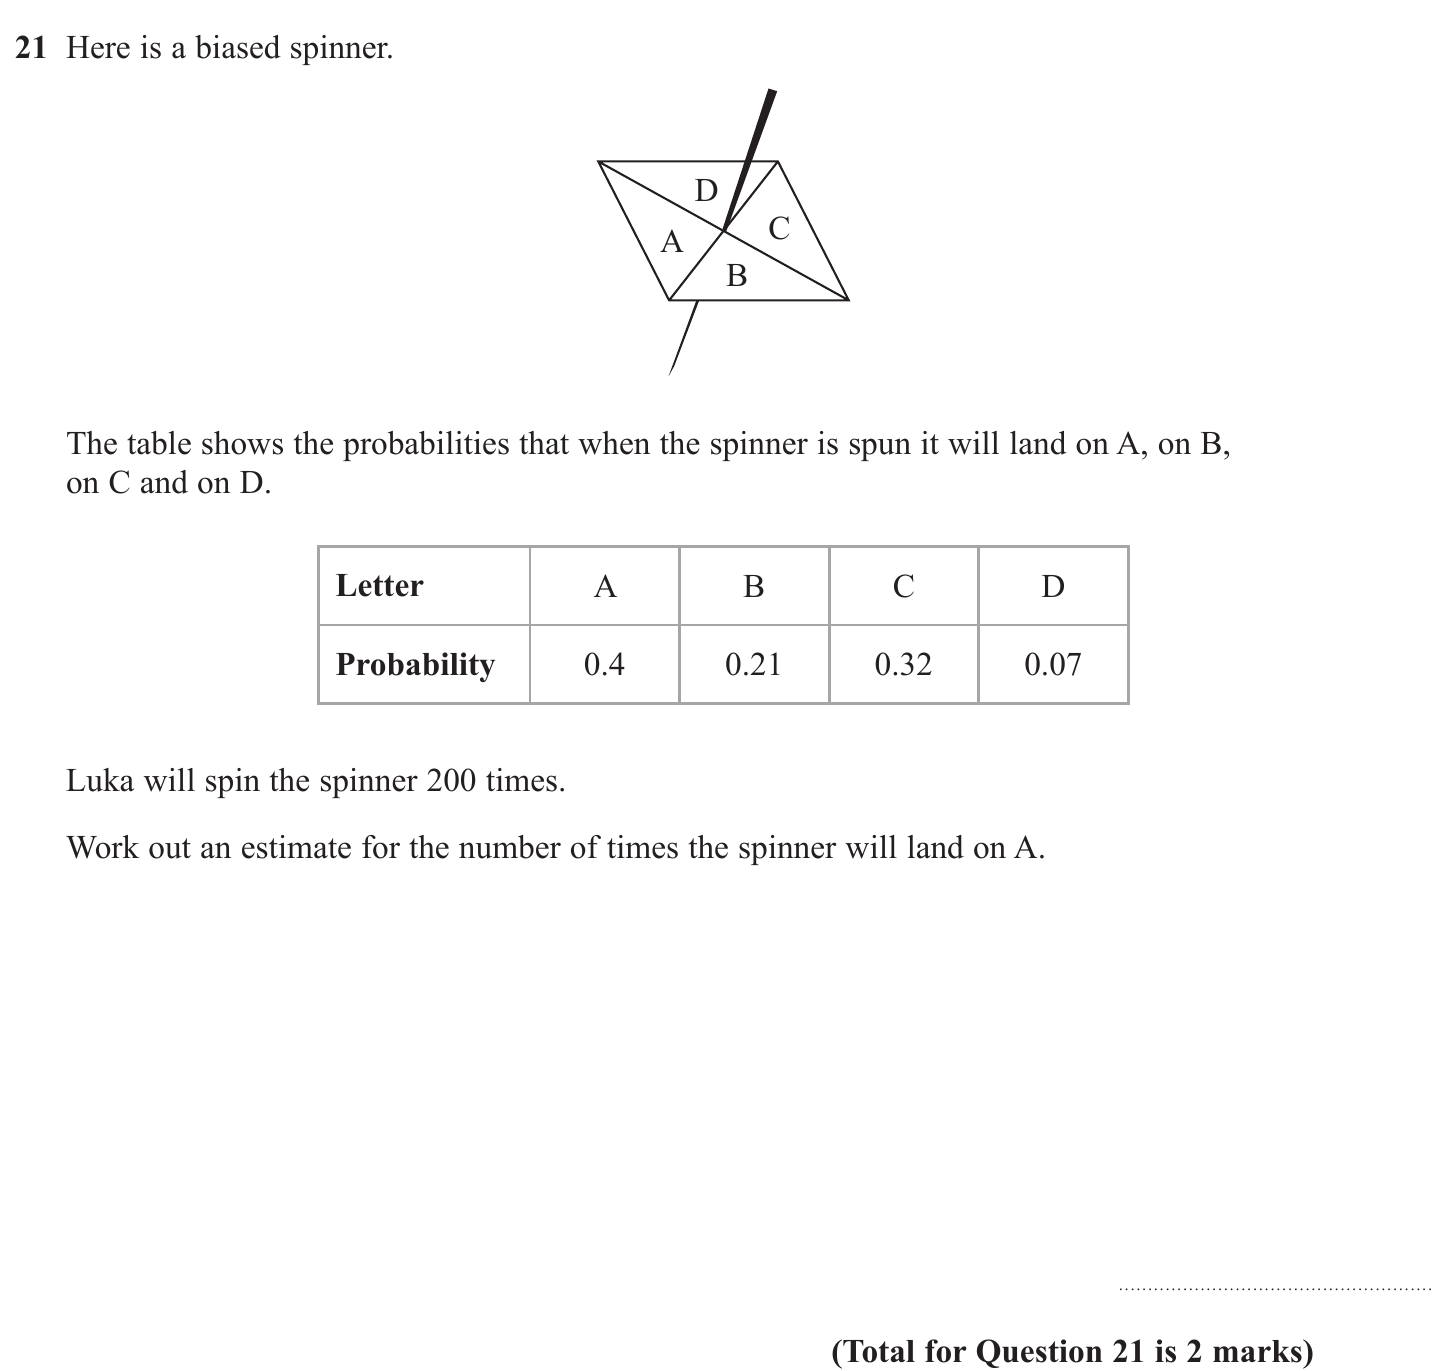 21 Here is a biased spinner.
D
C
A
B
The table shows the probabilities that when the spinner is spun it will land on A, on B,
on C and on D.
Letter A B C D
Probability 0.4 0.21 0.32 0.07
Luka will spin the spinner 200 times.
Work out an estimate for the number of times the spinner will land on A.
(Total for Question 21 is 2 marks)